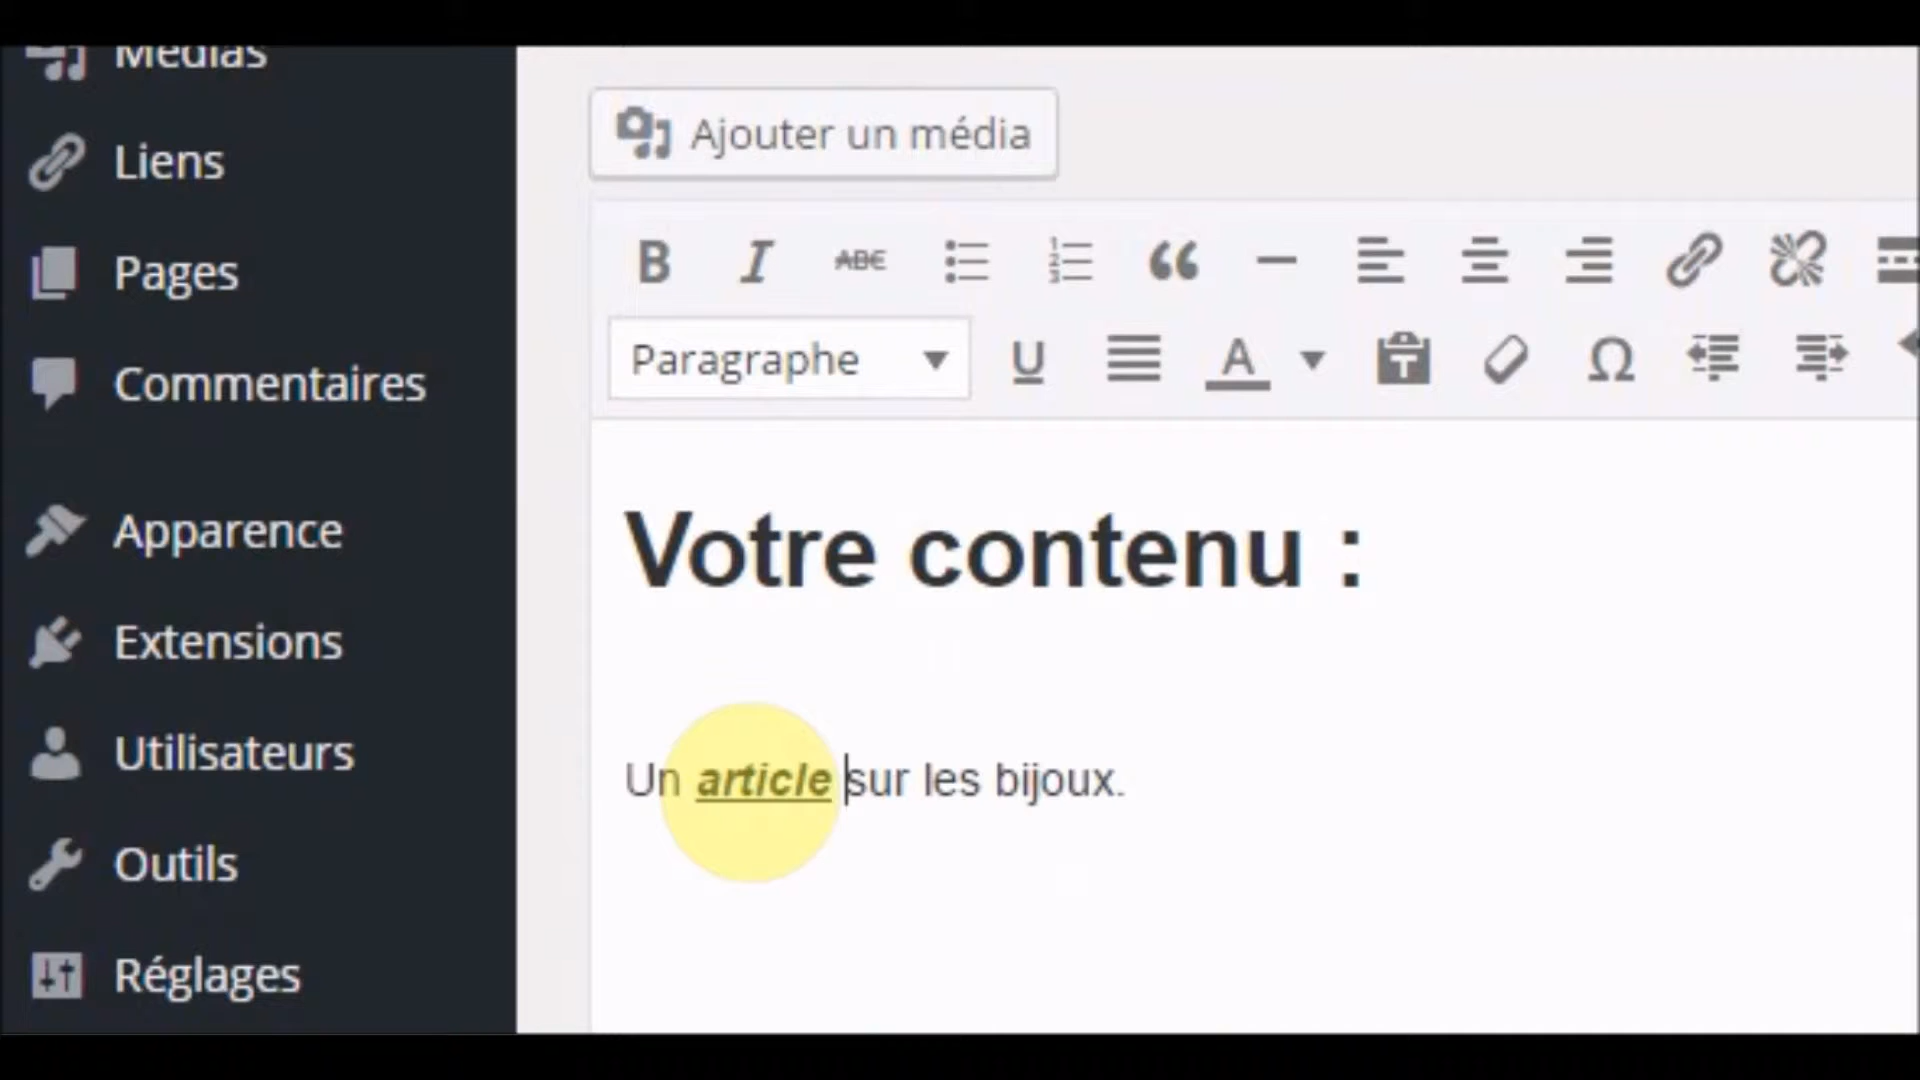 Médias
Liens
Pages
Commentaires
Apparence
Extensions
Utilisateurs
Outils
Réglages
Ajouter un média
B I ABC
Paragraphe U A T Ω
Votre contenu :
Un article sur les bijoux.